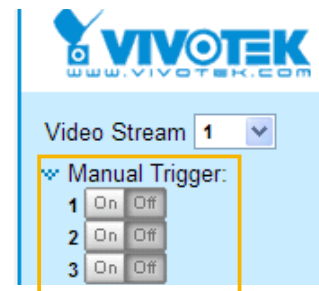 VIVOTEK
www.vivotek.com
Video Stream 1
Manual Trigger:
1 On Off
2 On Off
3 On Off